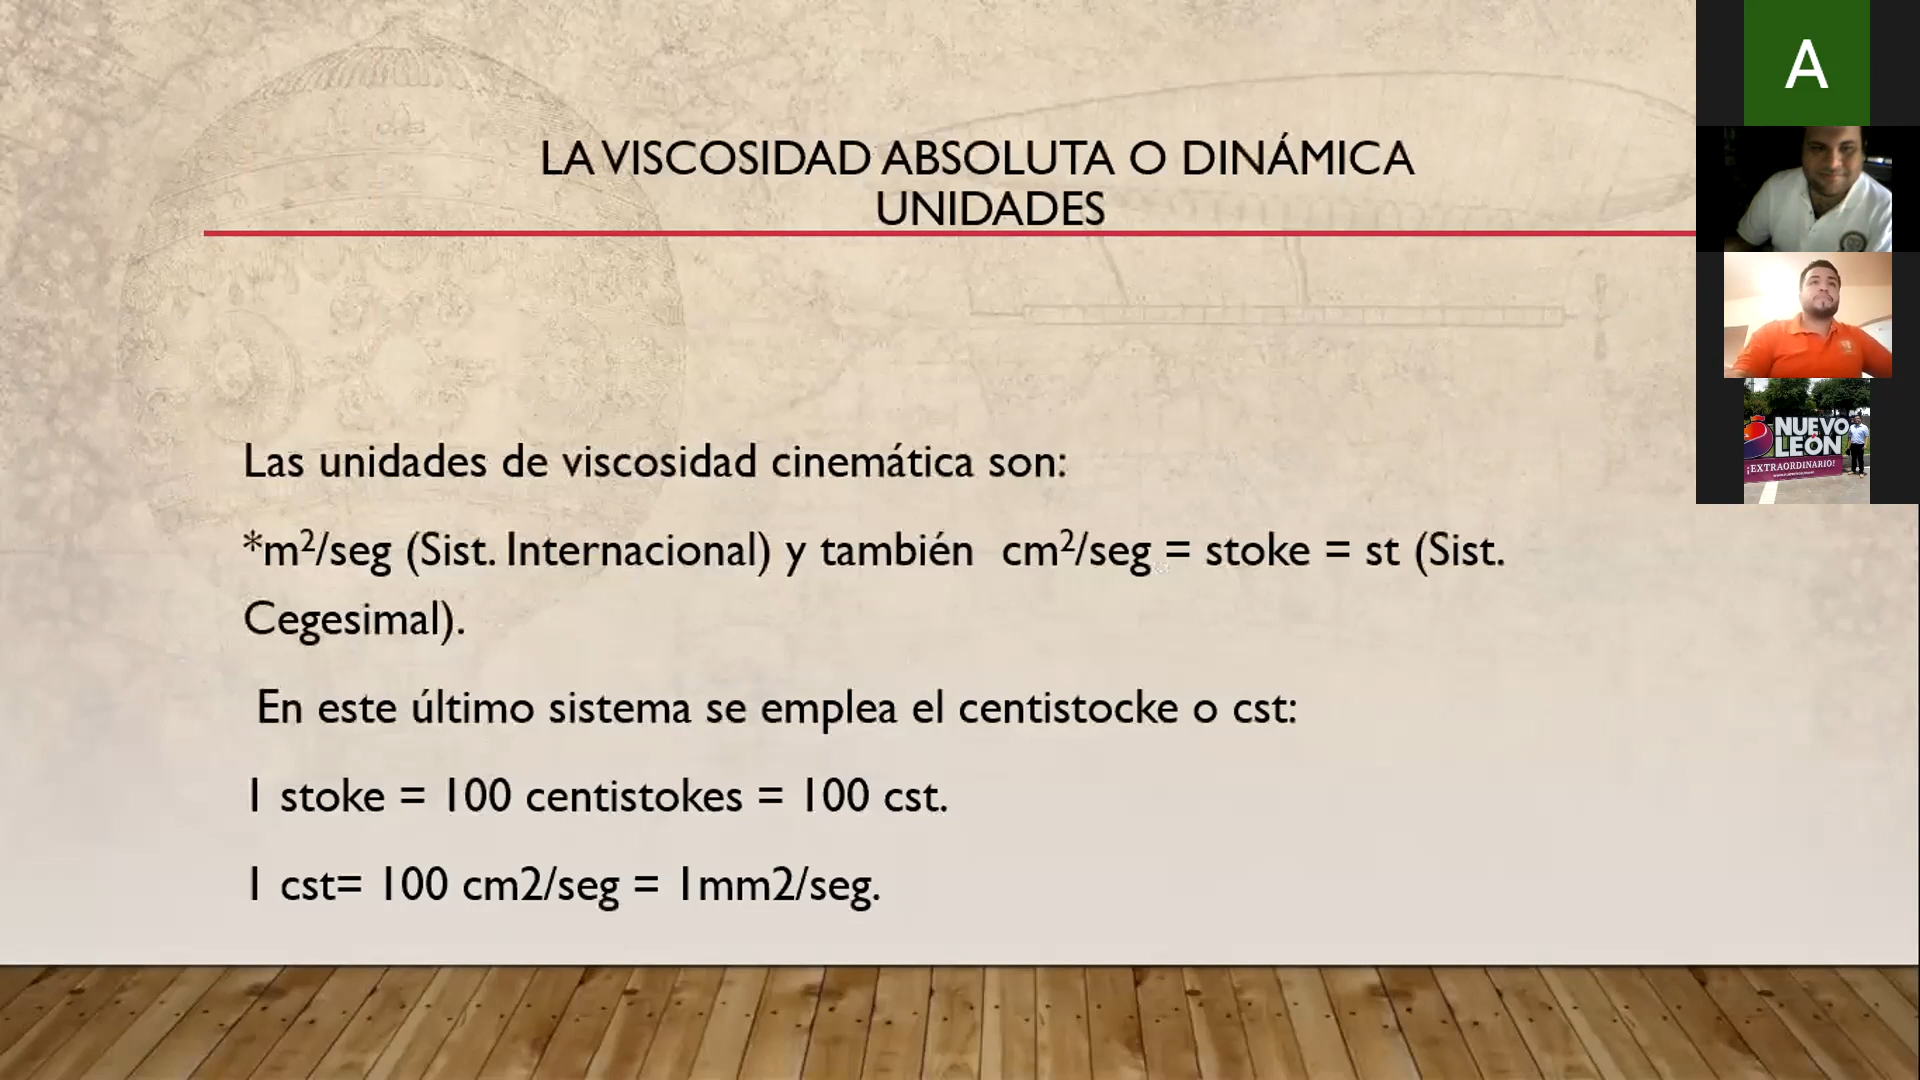 LA VISCOSIDAD ABSOLUTA O DINÁMICA
UNIDADES
Las unidades de viscosidad cinemática son:
*m²/seg (Sist. Internacional) y también cm²/seg = stoke = st (Sist.
Cegesimal).
En este último sistema se emplea el centistocke o cst:
1 stoke = 100 centistokes = 100 cst.
1 cst= 100 cm2/seg = 1mm2/seg.
A
NUEVO
LEÓN
¡EXTRAORDINARIO!